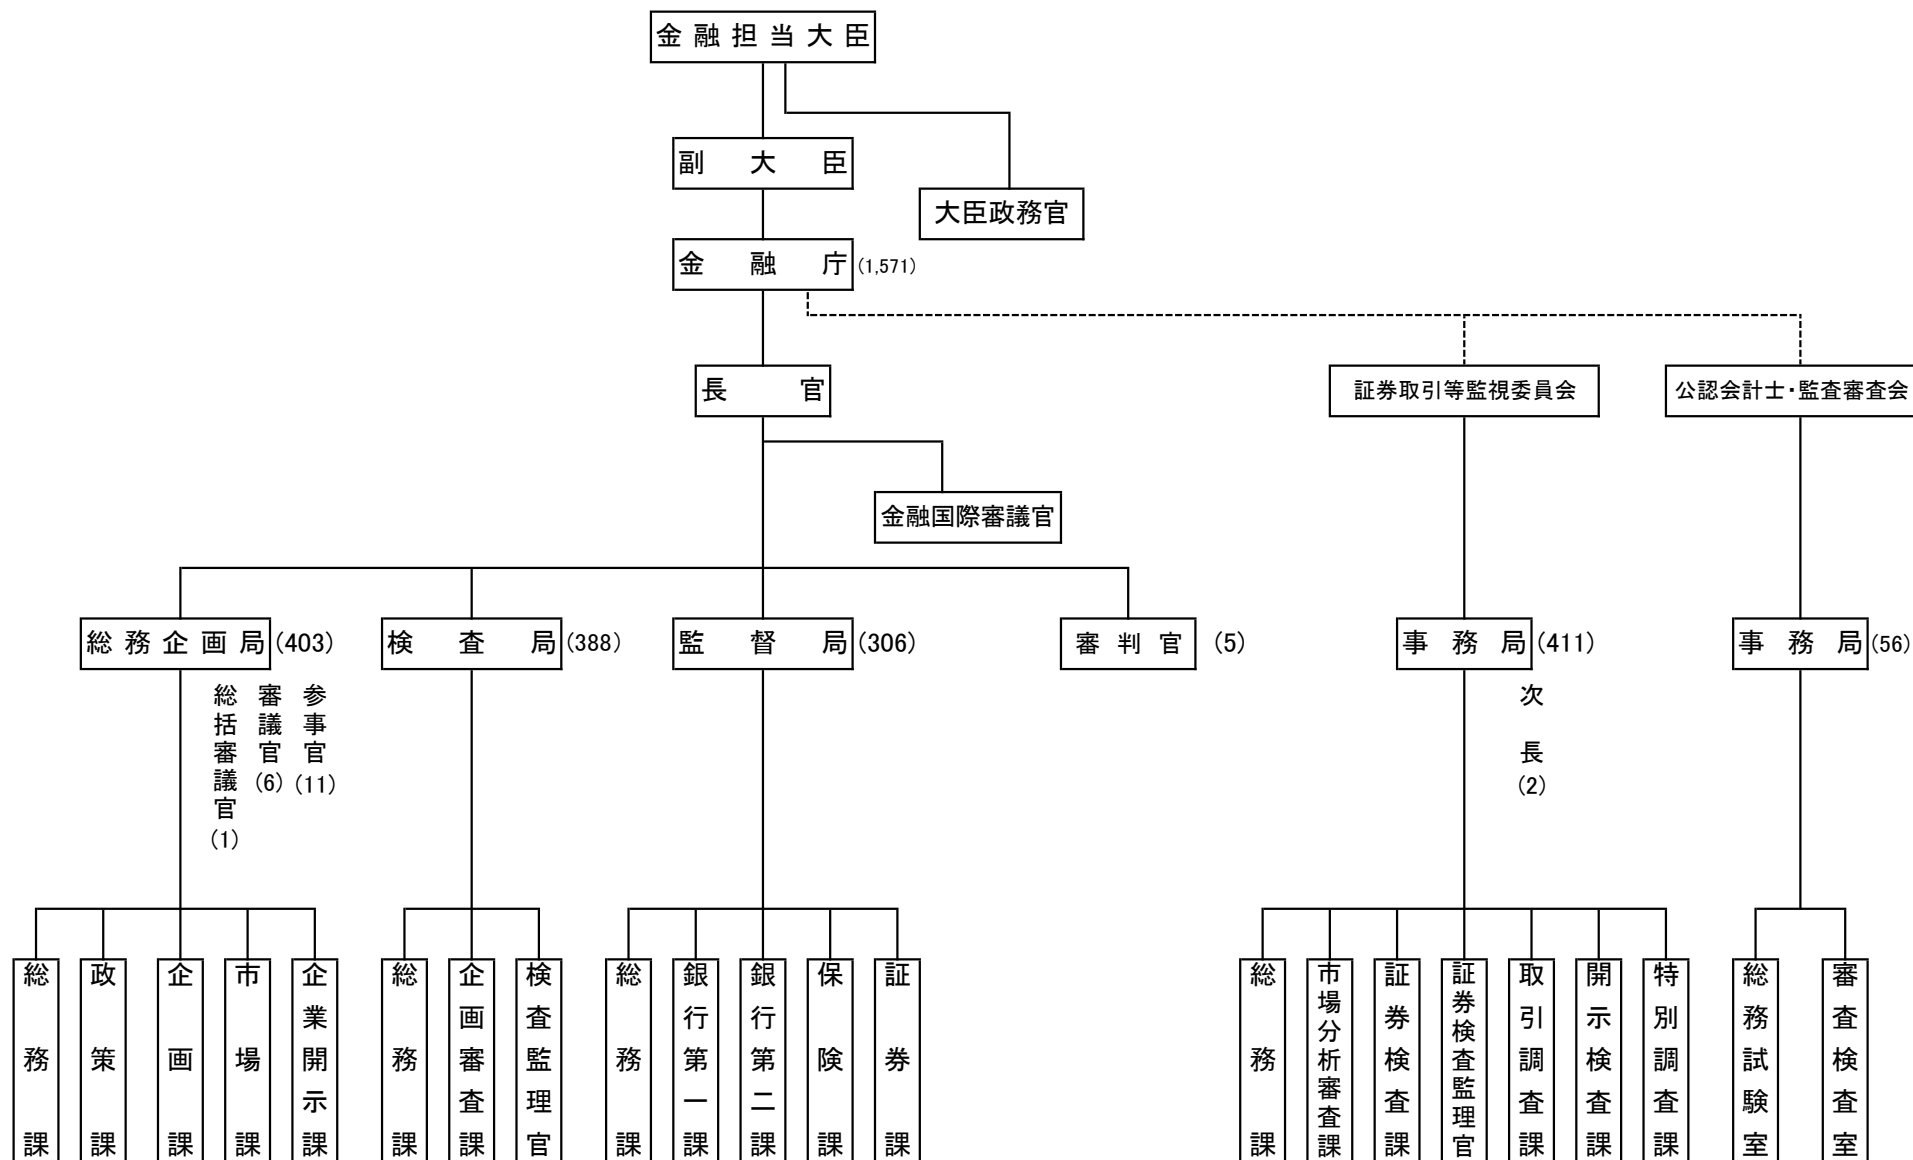 金融担当大臣
副大臣
大臣政務官
金融庁(1,571)
長官
証券取引等監視委員会
公認会計士・監査審査会
金融国際審議官
総務企画局(403)
検査局(388)
監督局(306)
審判官(5)
事務局(411)
事務局(56)
総括審議官(1)
審議官(6)
参事官(11)
次長(2)
総務課
政策課
企画課
市場課
企業開示課
総務課
企画審査課
検査監理官
総務課
銀行第一課
銀行第二課
保険課
証券課
総務課
市場分析審査課
証券検査課
証券検査監理官
取引調査課
開示検査課
特別調査課
総務試験室
審査検査室